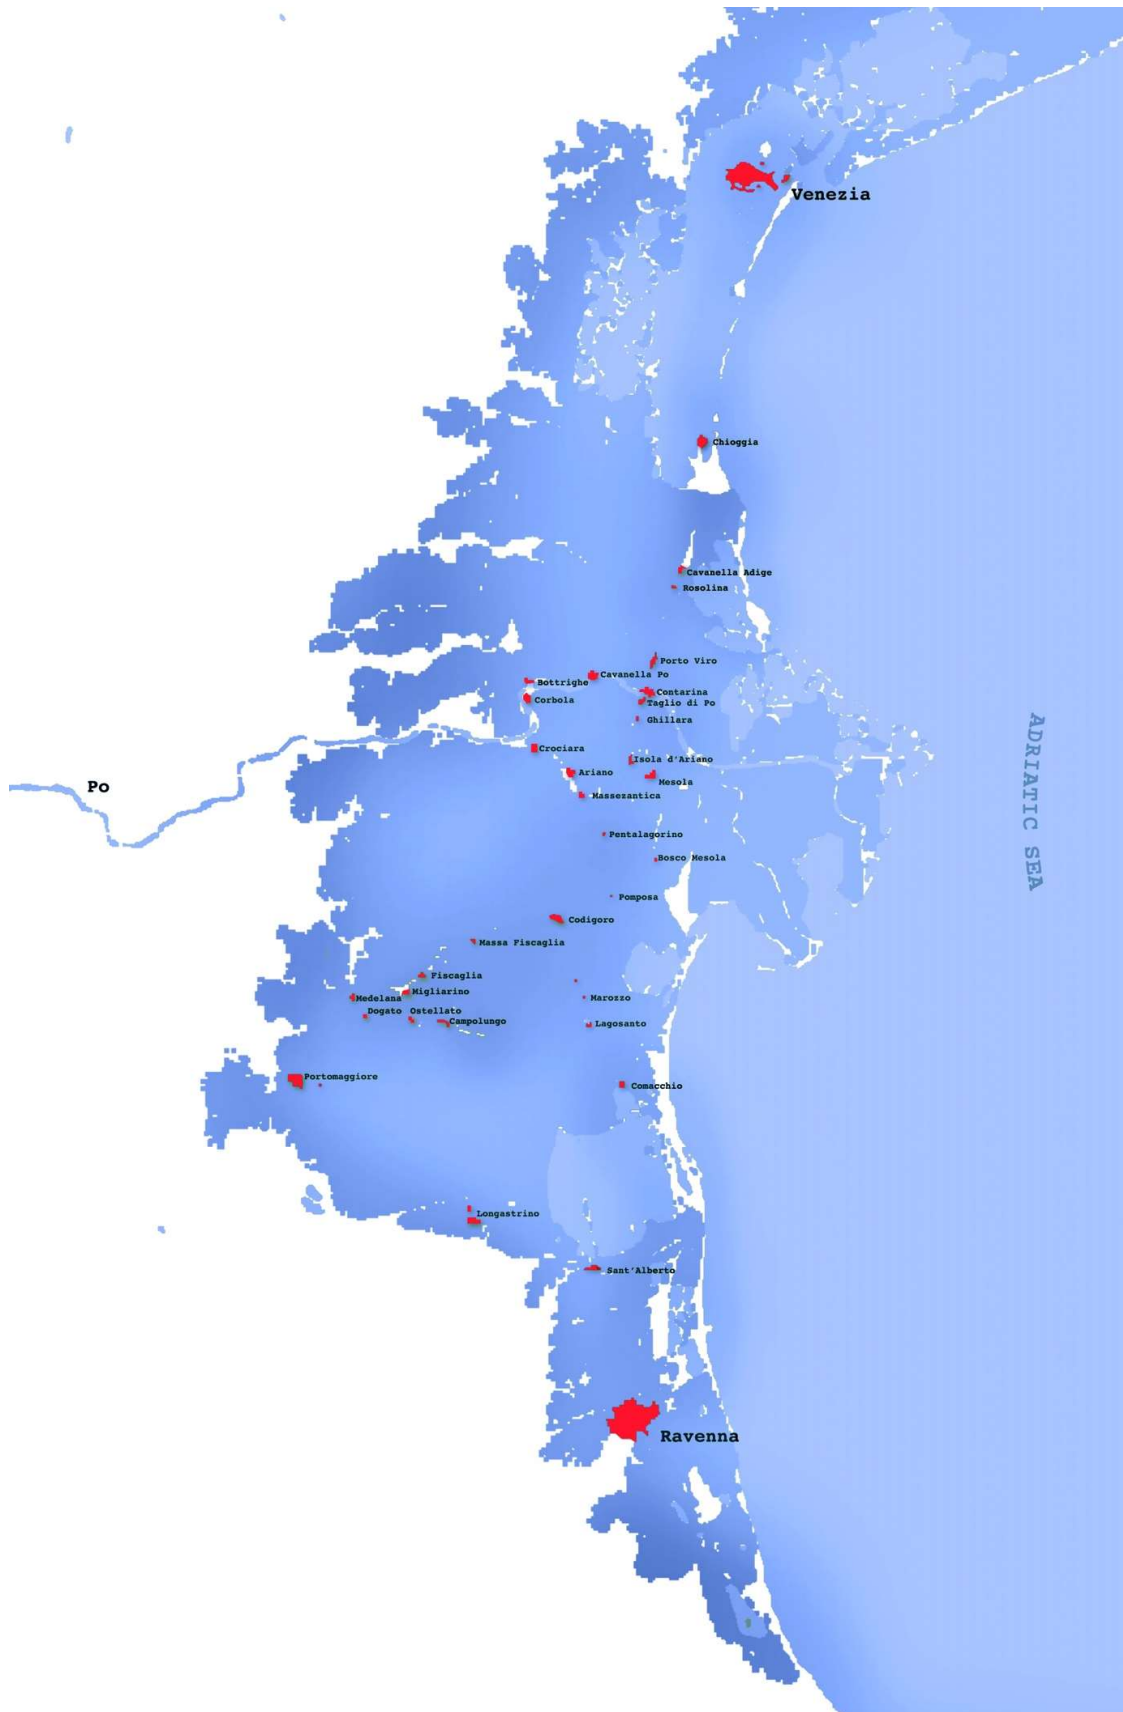 Venezia
Chioggia
Cavanella Adige
Rosolina
Porto Viro
Cavanella Po
Bottrighe
Contarina
Corbola
Taglio di Po
Ghillara
ADRIATIC SEA
Crociara
Isola d'Ariano
Ariano
Mesola
Po
Massezantica
Pentalagorino
Bosco Mesola
Pomposa
Codigoro
Massa Fiscaglia
Fiscaglia
Migliarino
Medelana
Marozzo
Dogato
Ostellato
Campolungo
Lagosanto
Portomaggiore
Comacchio
Longastrino
Sant'Alberto
Ravenna